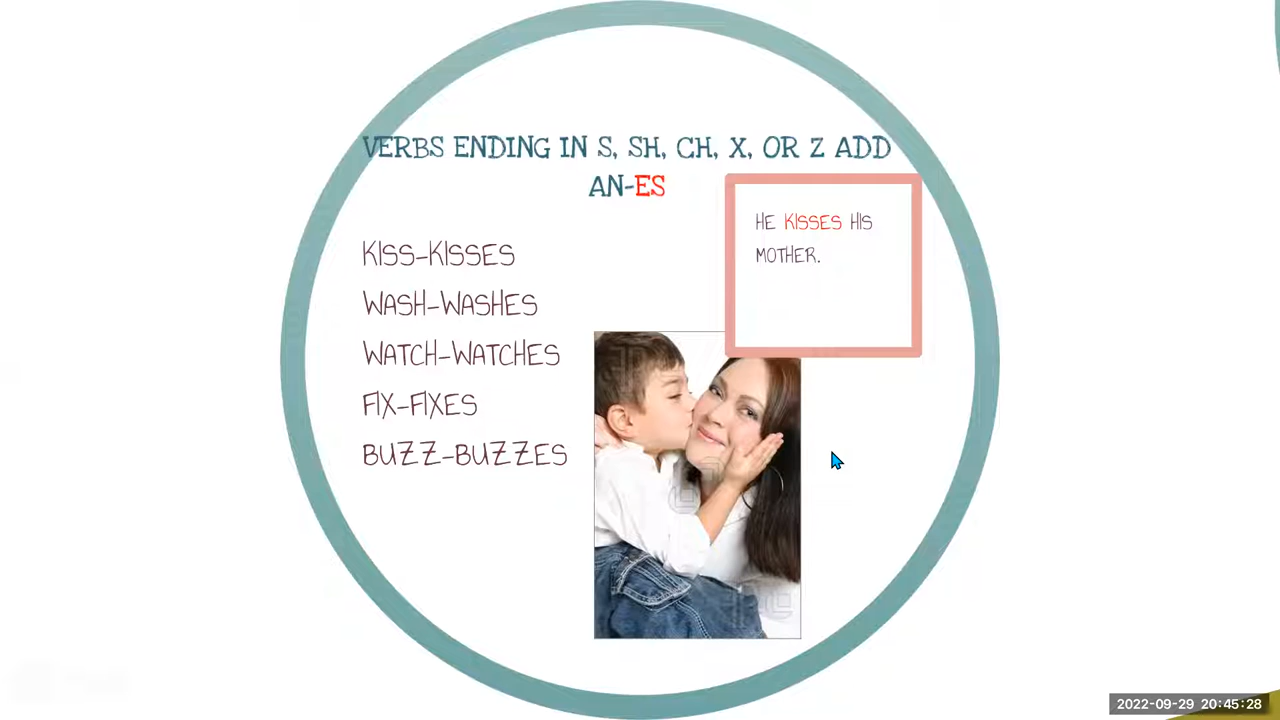 VERBS ENDING IN S, SH, CH, X, OR Z ADD
AN-ES
HE KISSES HIS
MOTHER.
KISS-KISSES
WASH-WASHES
WATCH-WATCHES
FIX-FIXES
BUZZ-BUZZES
2022-09-29 20:45:28